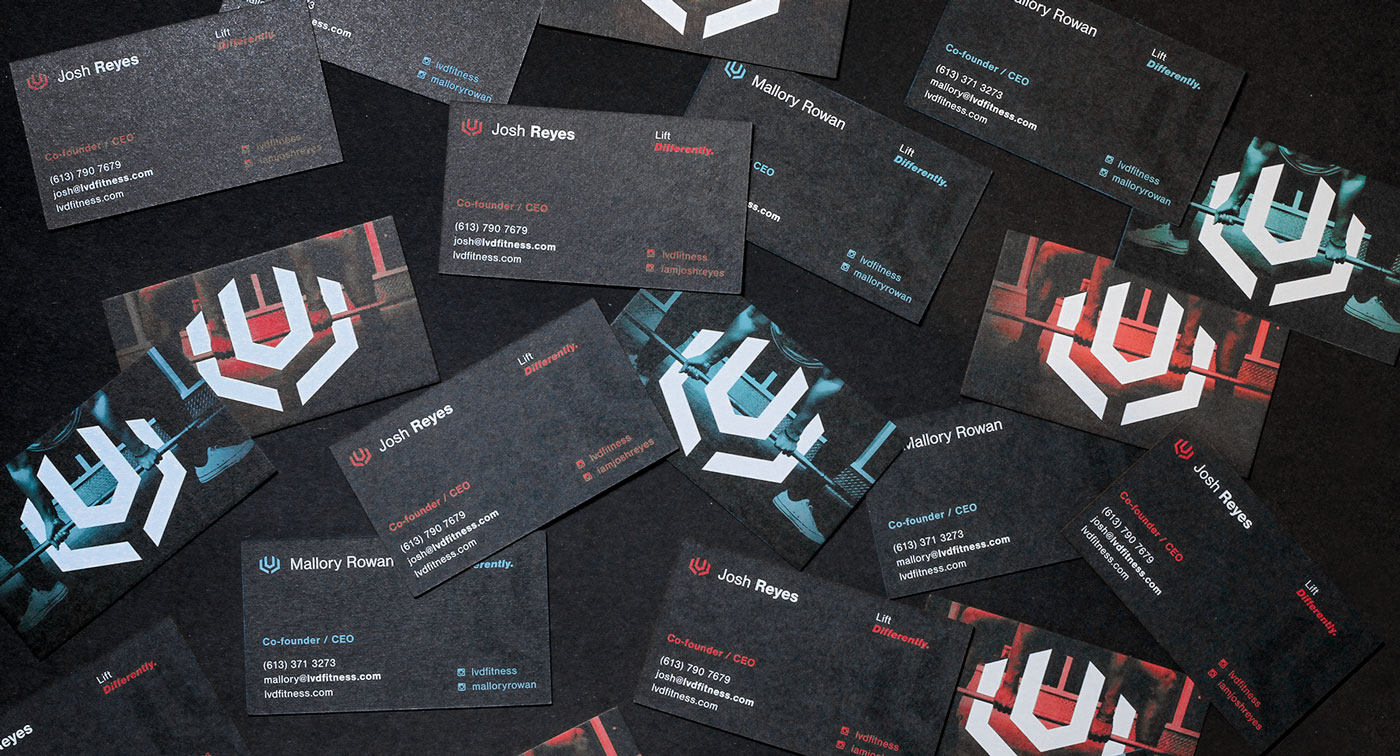 Josh Reyes
Lift
Differently.
Co-founder / CEO
(613) 790 7679
josh@lvdfitness.com
lvdfitness.com
lvdfitness
iamjoshreyes
lvdfitness
malloryrowan
Josh Reyes
Lift
Differently.
Co-founder / CEO
(613) 790 7679
josh@lvdfitness.com
lvdfitness.com
lvdfitness
iamjoshreyes
Mallory Rowan
Lift
Differently.
CEO
lvdfitness
malloryrowan
Mallory Rowan
Lift
Differently.
Co-founder / CEO
(613) 371 3273
mallory@lvdfitness.com
lvdfitness.com
lvdfitness
malloryrowan
Josh Reyes
Lift
Differently.
Co-founder / CEO
(613) 790 7679
josh@lvdfitness.com
lvdfitness.com
lvdfitness
iamjoshreyes
Mallory Rowan
Co-founder / CEO
(613) 371 3273
mallory@lvdfitness.com
lvdfitness.com
Josh Reyes
Lift
Differently.
Co-founder / CEO
(613) 790 7679
josh@lvdfitness.com
lvdfitness.com
lvdfitness
iamjoshreyes
Mallory Rowan
Co-founder / CEO
(613) 371 3273
mallory@lvdfitness.com
lvdfitness.com
lvdfitness
malloryrowan
Josh Reyes
Lift
Differently.
Co-founder / CEO
(613) 790 7679
josh@lvdfitness.com
lvdfitness.com
lvdfitness
Lift
Differently.
Reyes